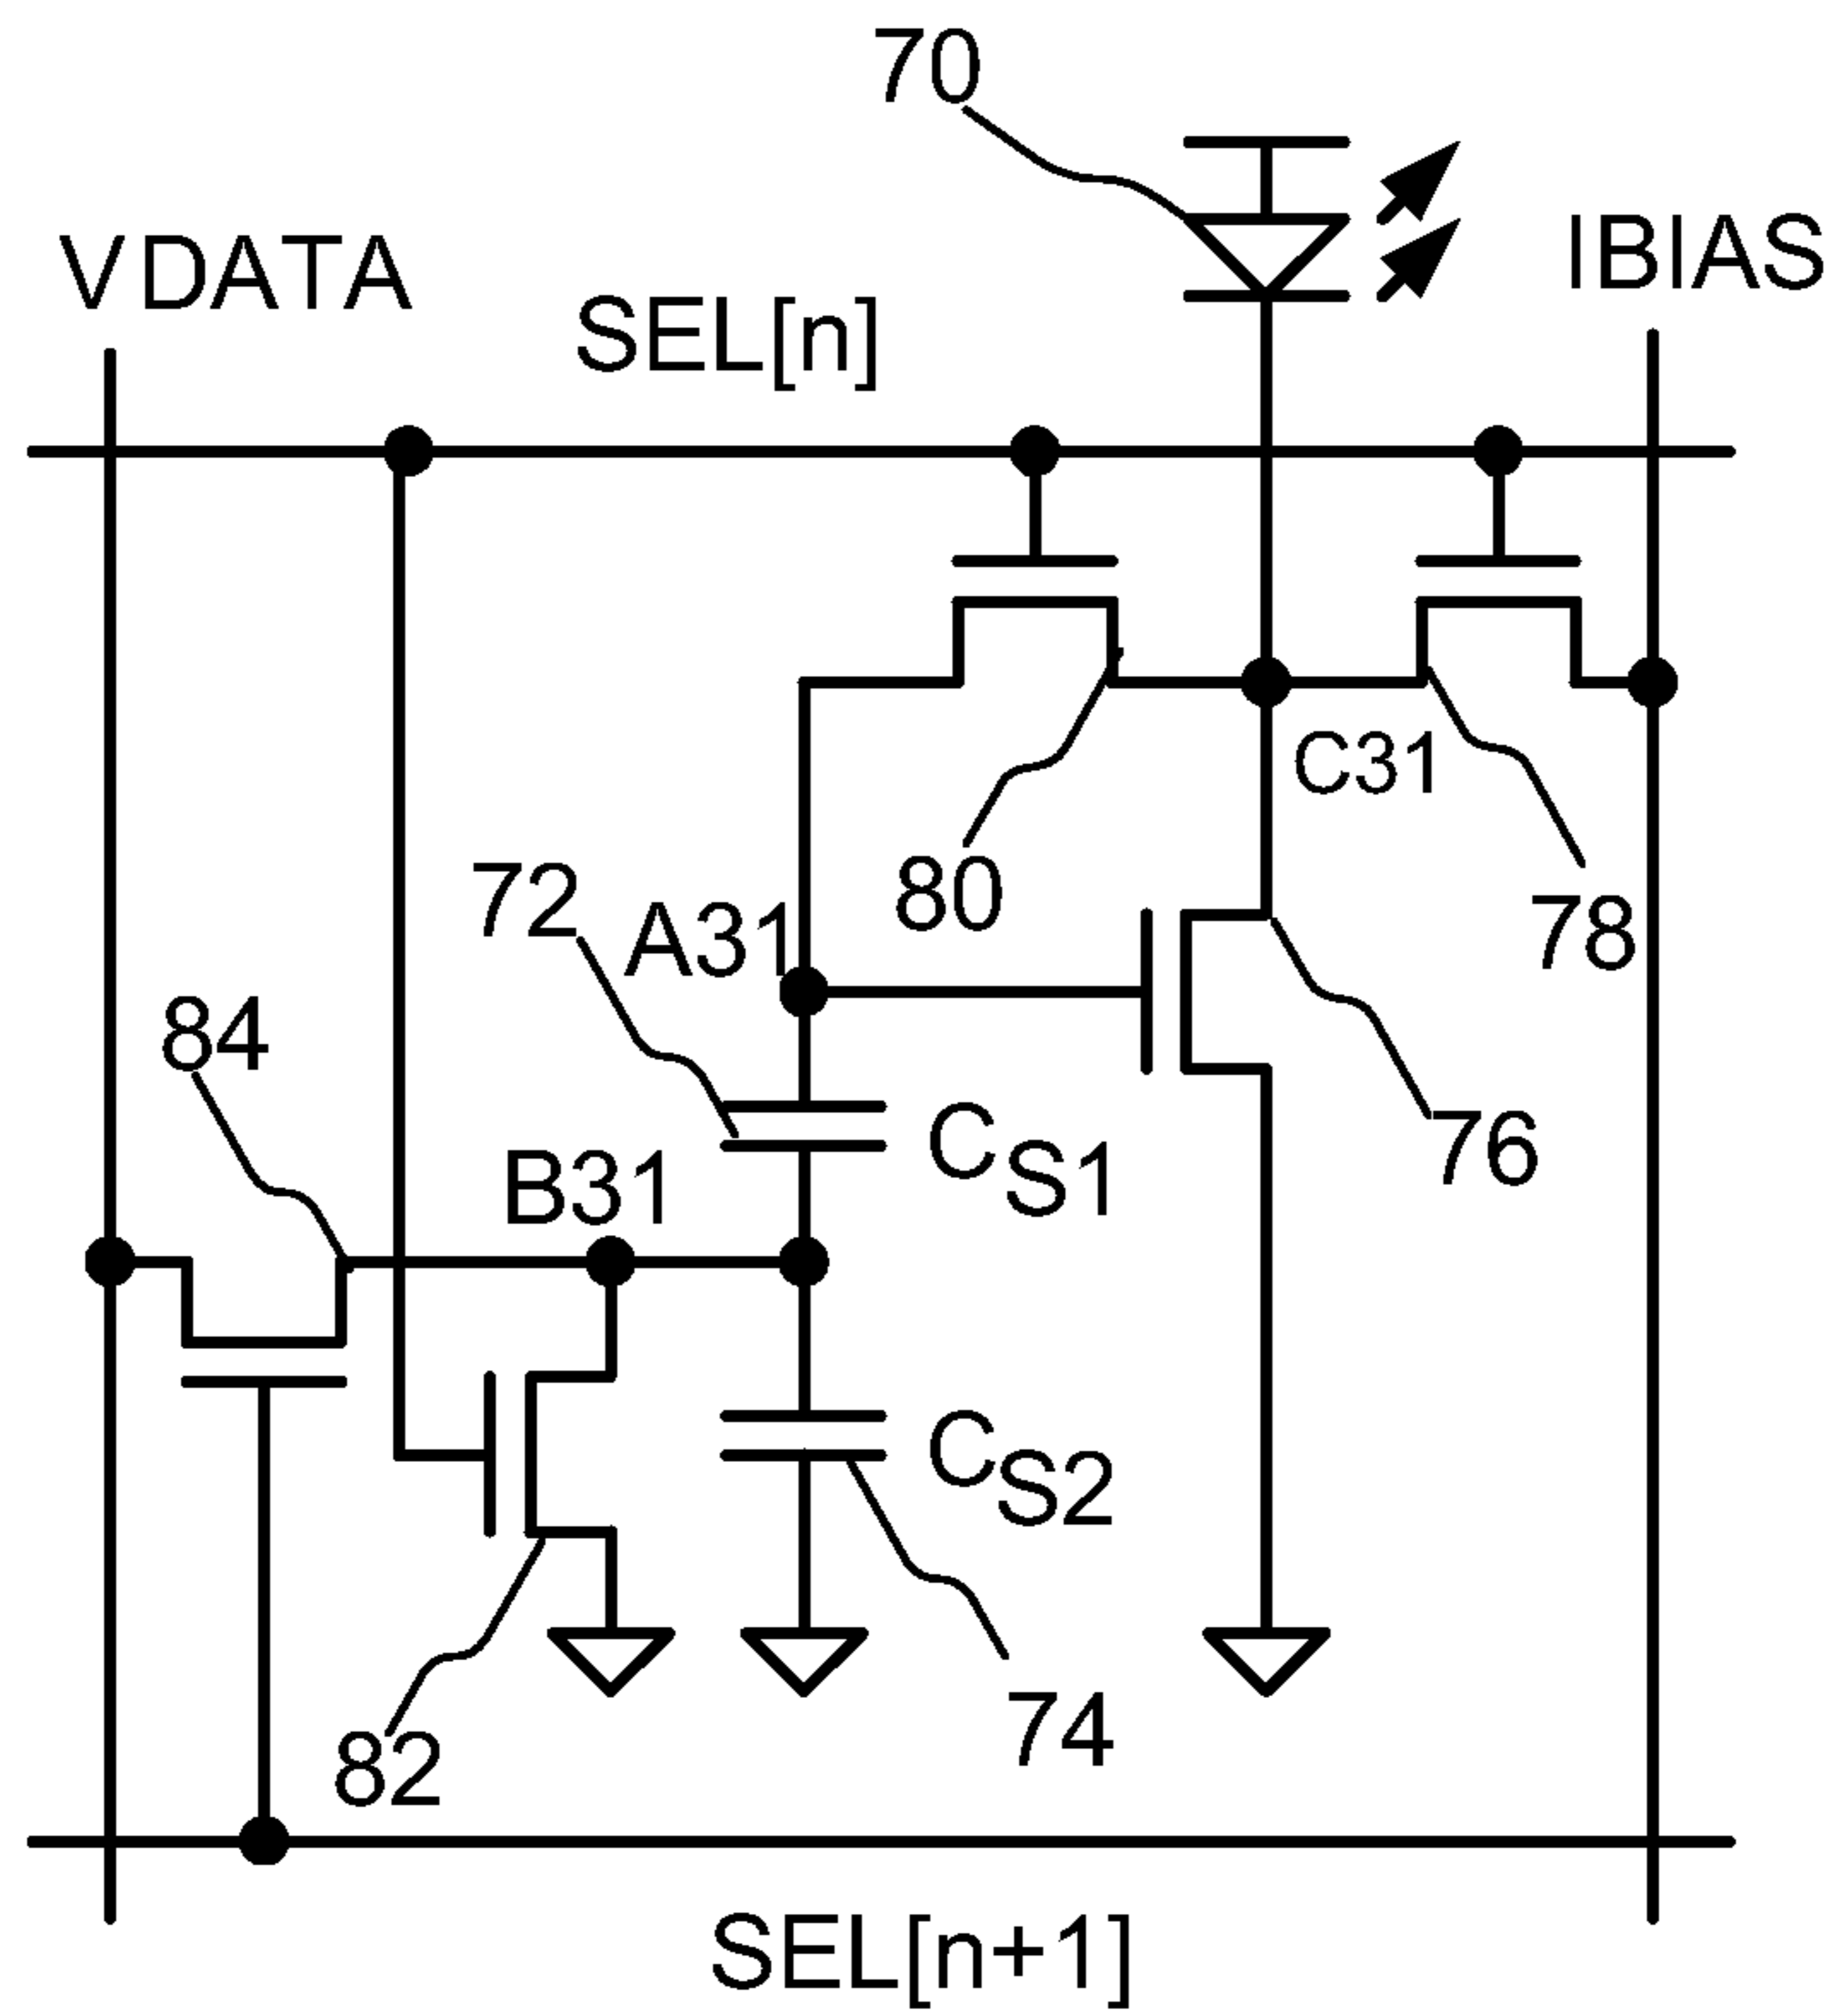 70
VDATA
SEL[n]
IBIAS
C31
80
78
72
A31
84
76
CS1
B31
CS2
74
82
SEL[n+1]